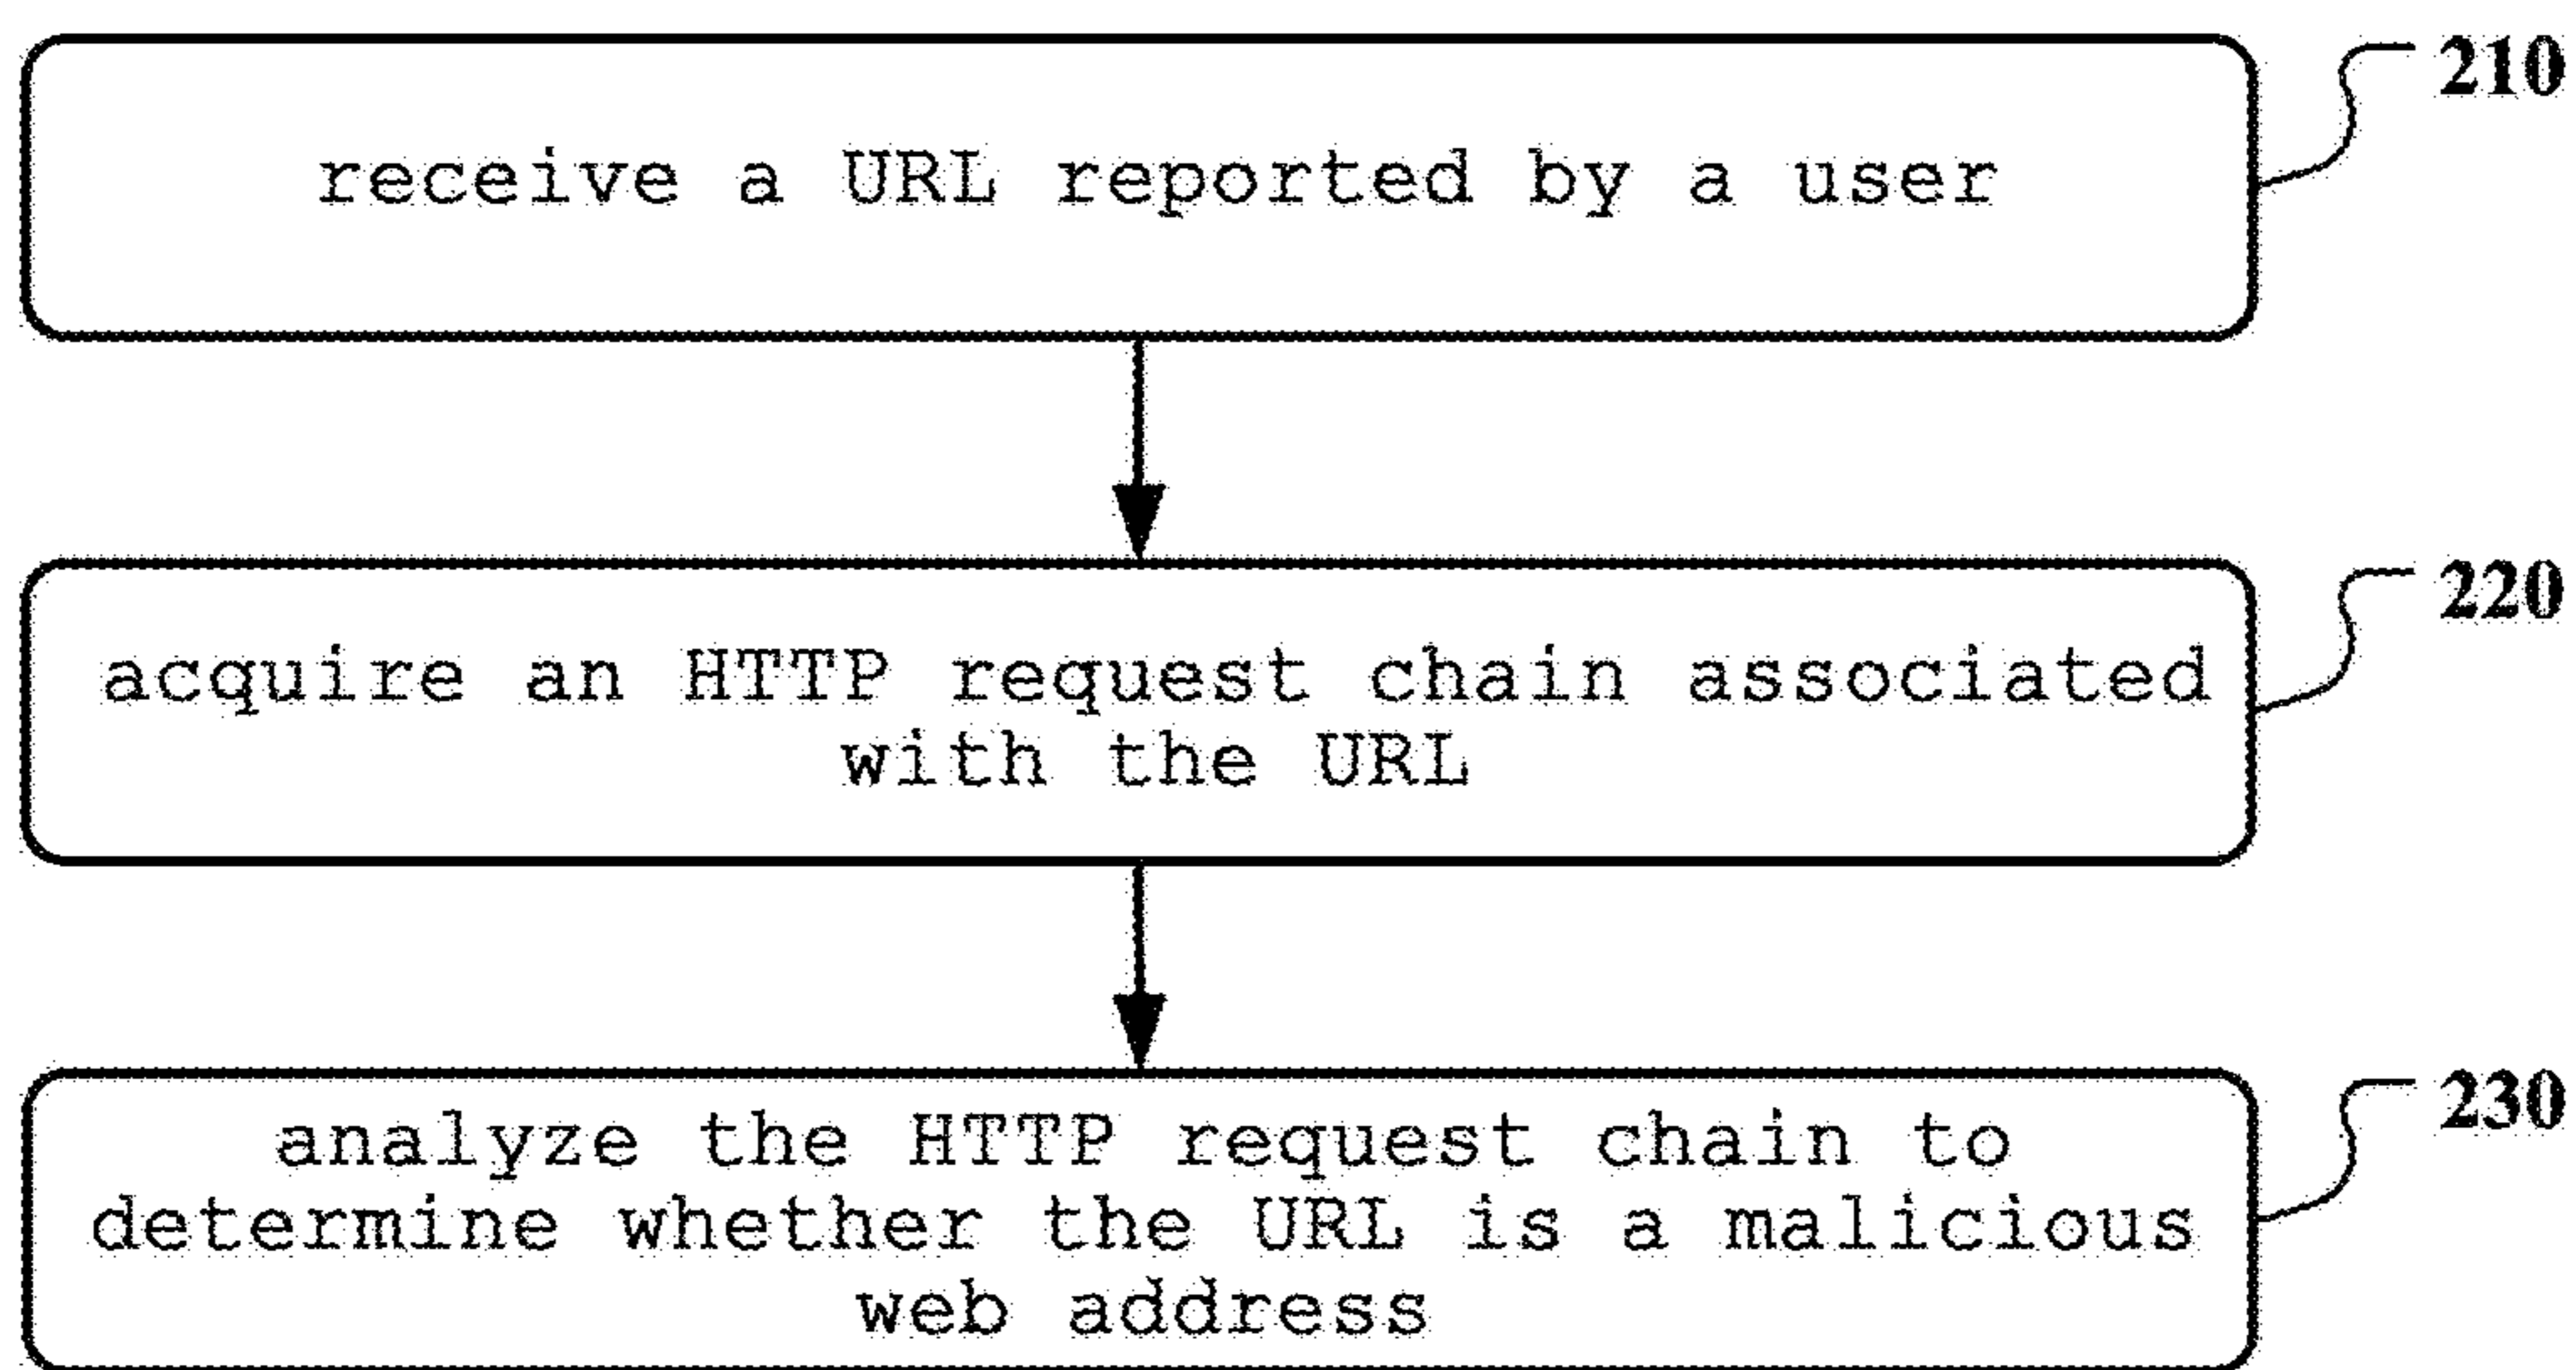 receive a URL reported by a user
210
acquire an HTTP request chain associated
with the URL
220
analyze the HTTP request chain to
determine whether the URL is a malicious
web address
230